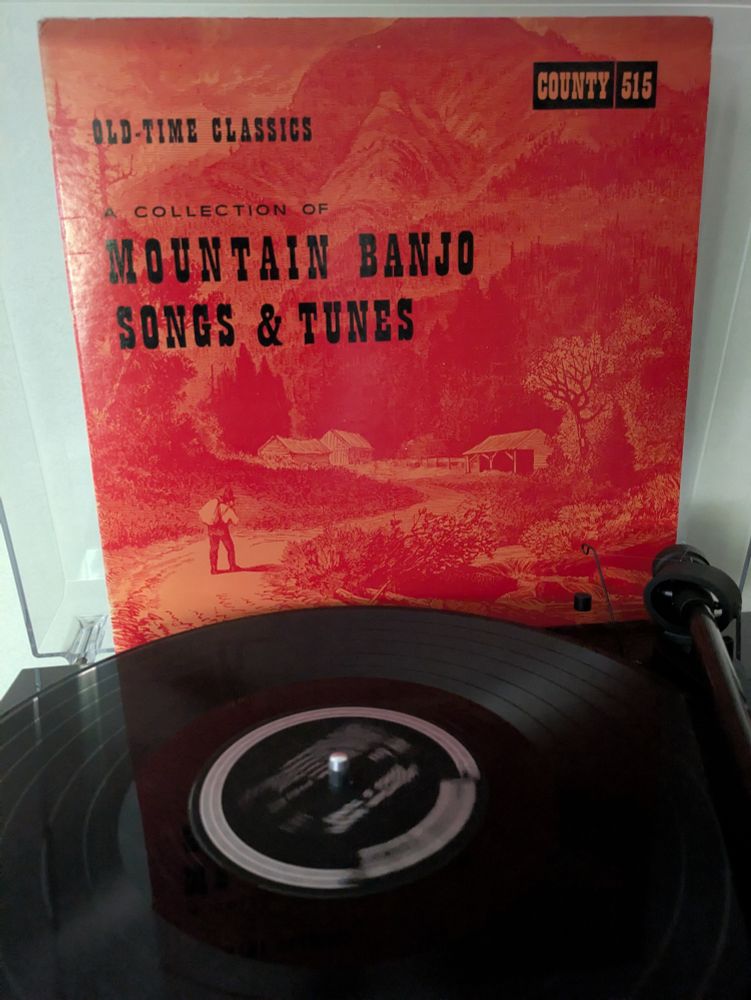 COUNTY 515
OLD-TIME CLASSICS
A COLLECTION OF
MOUNTAIN BANJO
SONGS & TUNES